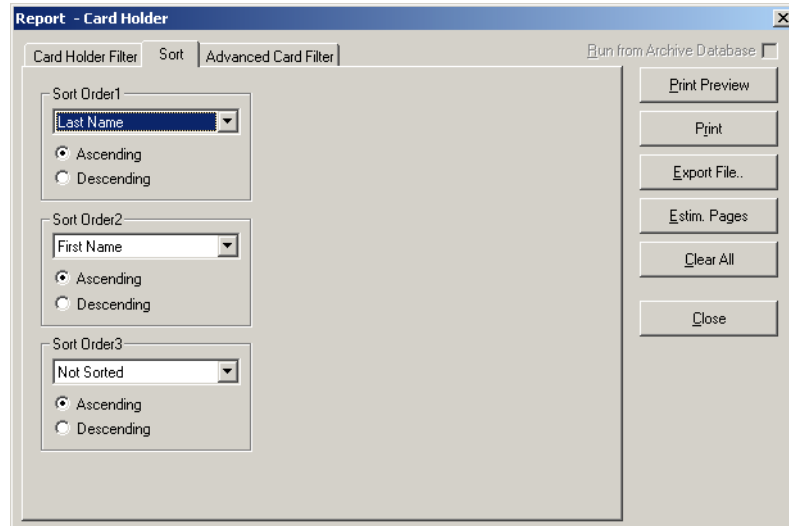 Report - Card Holder
Card Holder Filter Sort Advanced Card Filter
Run from Archive Database
Sort Order1
Last Name
Ascending
Descending
Sort Order2
First Name
Ascending
Descending
Sort Order3
Not Sorted
Ascending
Descending
Print Preview
Print
Export File..
Estim. Pages
Clear All
Close